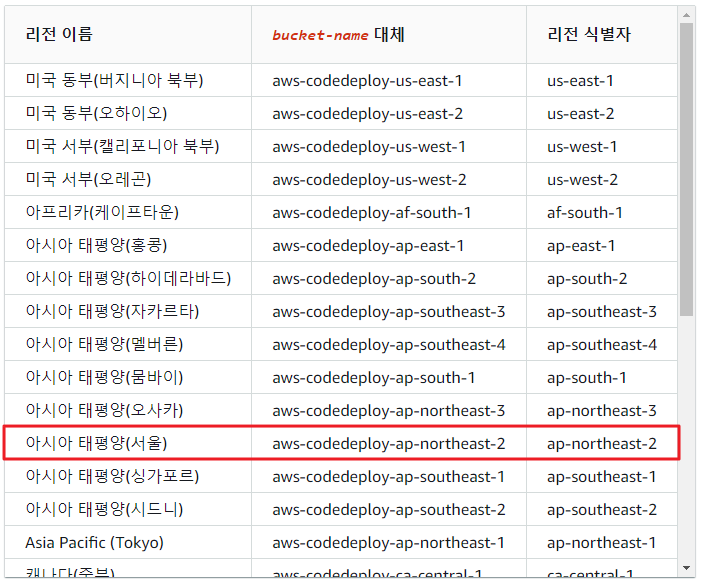 리전 이름 bucket-name 대체 리전 식별자
미국 동부(버지니아 북부) aws-codedeploy-us-east-1 us-east-1
미국 동부(오하이오) aws-codedeploy-us-east-2 us-east-2
미국 서부(캘리포니아 북부) aws-codedeploy-us-west-1 us-west-1
미국 서부(오레곤) aws-codedeploy-us-west-2 us-west-2
아프리카(케이프타운) aws-codedeploy-af-south-1 af-south-1
아시아 태평양(홍콩) aws-codedeploy-ap-east-1 ap-east-1
아시아 태평양(하이데라바드) aws-codedeploy-ap-south-2 ap-south-2
아시아 태평양(자카르타) aws-codedeploy-ap-southeast-3 ap-southeast-3
아시아 태평양(멜버른) aws-codedeploy-ap-southeast-4 ap-southeast-4
아시아 태평양(뭄바이) aws-codedeploy-ap-south-1 ap-south-1
아시아 태평양(오사카) aws-codedeploy-ap-northeast-3 ap-northeast-3
아시아 태평양(서울) aws-codedeploy-ap-northeast-2 ap-northeast-2
아시아 태평양(싱가포르) aws-codedeploy-ap-southeast-1 ap-southeast-1
아시아 태평양(시드니) aws-codedeploy-ap-southeast-2 ap-southeast-2
Asia Pacific (Tokyo) aws-codedeploy-ap-northeast-1 ap-northeast-1
캐나다(중부) aws-codedeploy-ca-central-1 ca-central-1